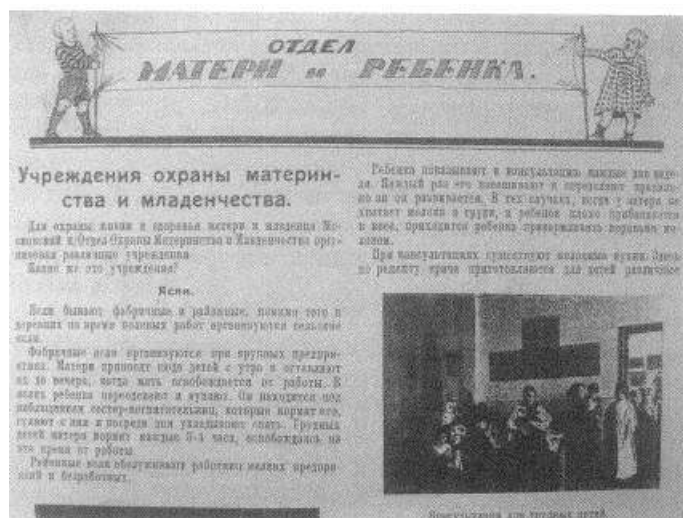 ОТДЕЛ
МАТЕРИ и РЕБЕНКА.
Учреждения охраны материн-
ства и младенчества.
Для охраны жизни и здоровья матери и младенца Мо-
сковский п/Отдел Охраны Материнства и Младенчества орга-
низовал различные учреждения
Какие же это учреждения?
Ясли.
Ясли бывают фабричные и районные, помимо того в
деревнях на время полевых работ организуются сельские
ясли.
Фабричные ясли организуются при крупных предпри-
ятиях. Матери приносят сюда детей с утра и оставляют
их до вечера, когда мать освобождается от работы. В
яслях ребенка переодевают и купают. Он находится под
наблюдением сестер-воспитательниц, которые кормят его,
гуляют с ним и посреди дня укладывают спать. Грудных
детей матери кормят каждые 3-4 часа, освобождаясь на
это время от работы
Районные ясли обслуживают работниц мелких предпри-
ятий и безработных.
Ребенка показывают в консультацию каждые две неде-
ли. Каждый раз его взвешивают и определяют правиль-
но ли он развивается. В тех случаях, когда у матери не
хватает молока в груди, и ребенок плохо прибавляется
в весе, приходится ребенка прикармливать коровьим мо-
локом.
При консультациях существуют молочные кухни. Здесь
по рецепту врача приготовляются для детей различные
Консультация для грудных детей.